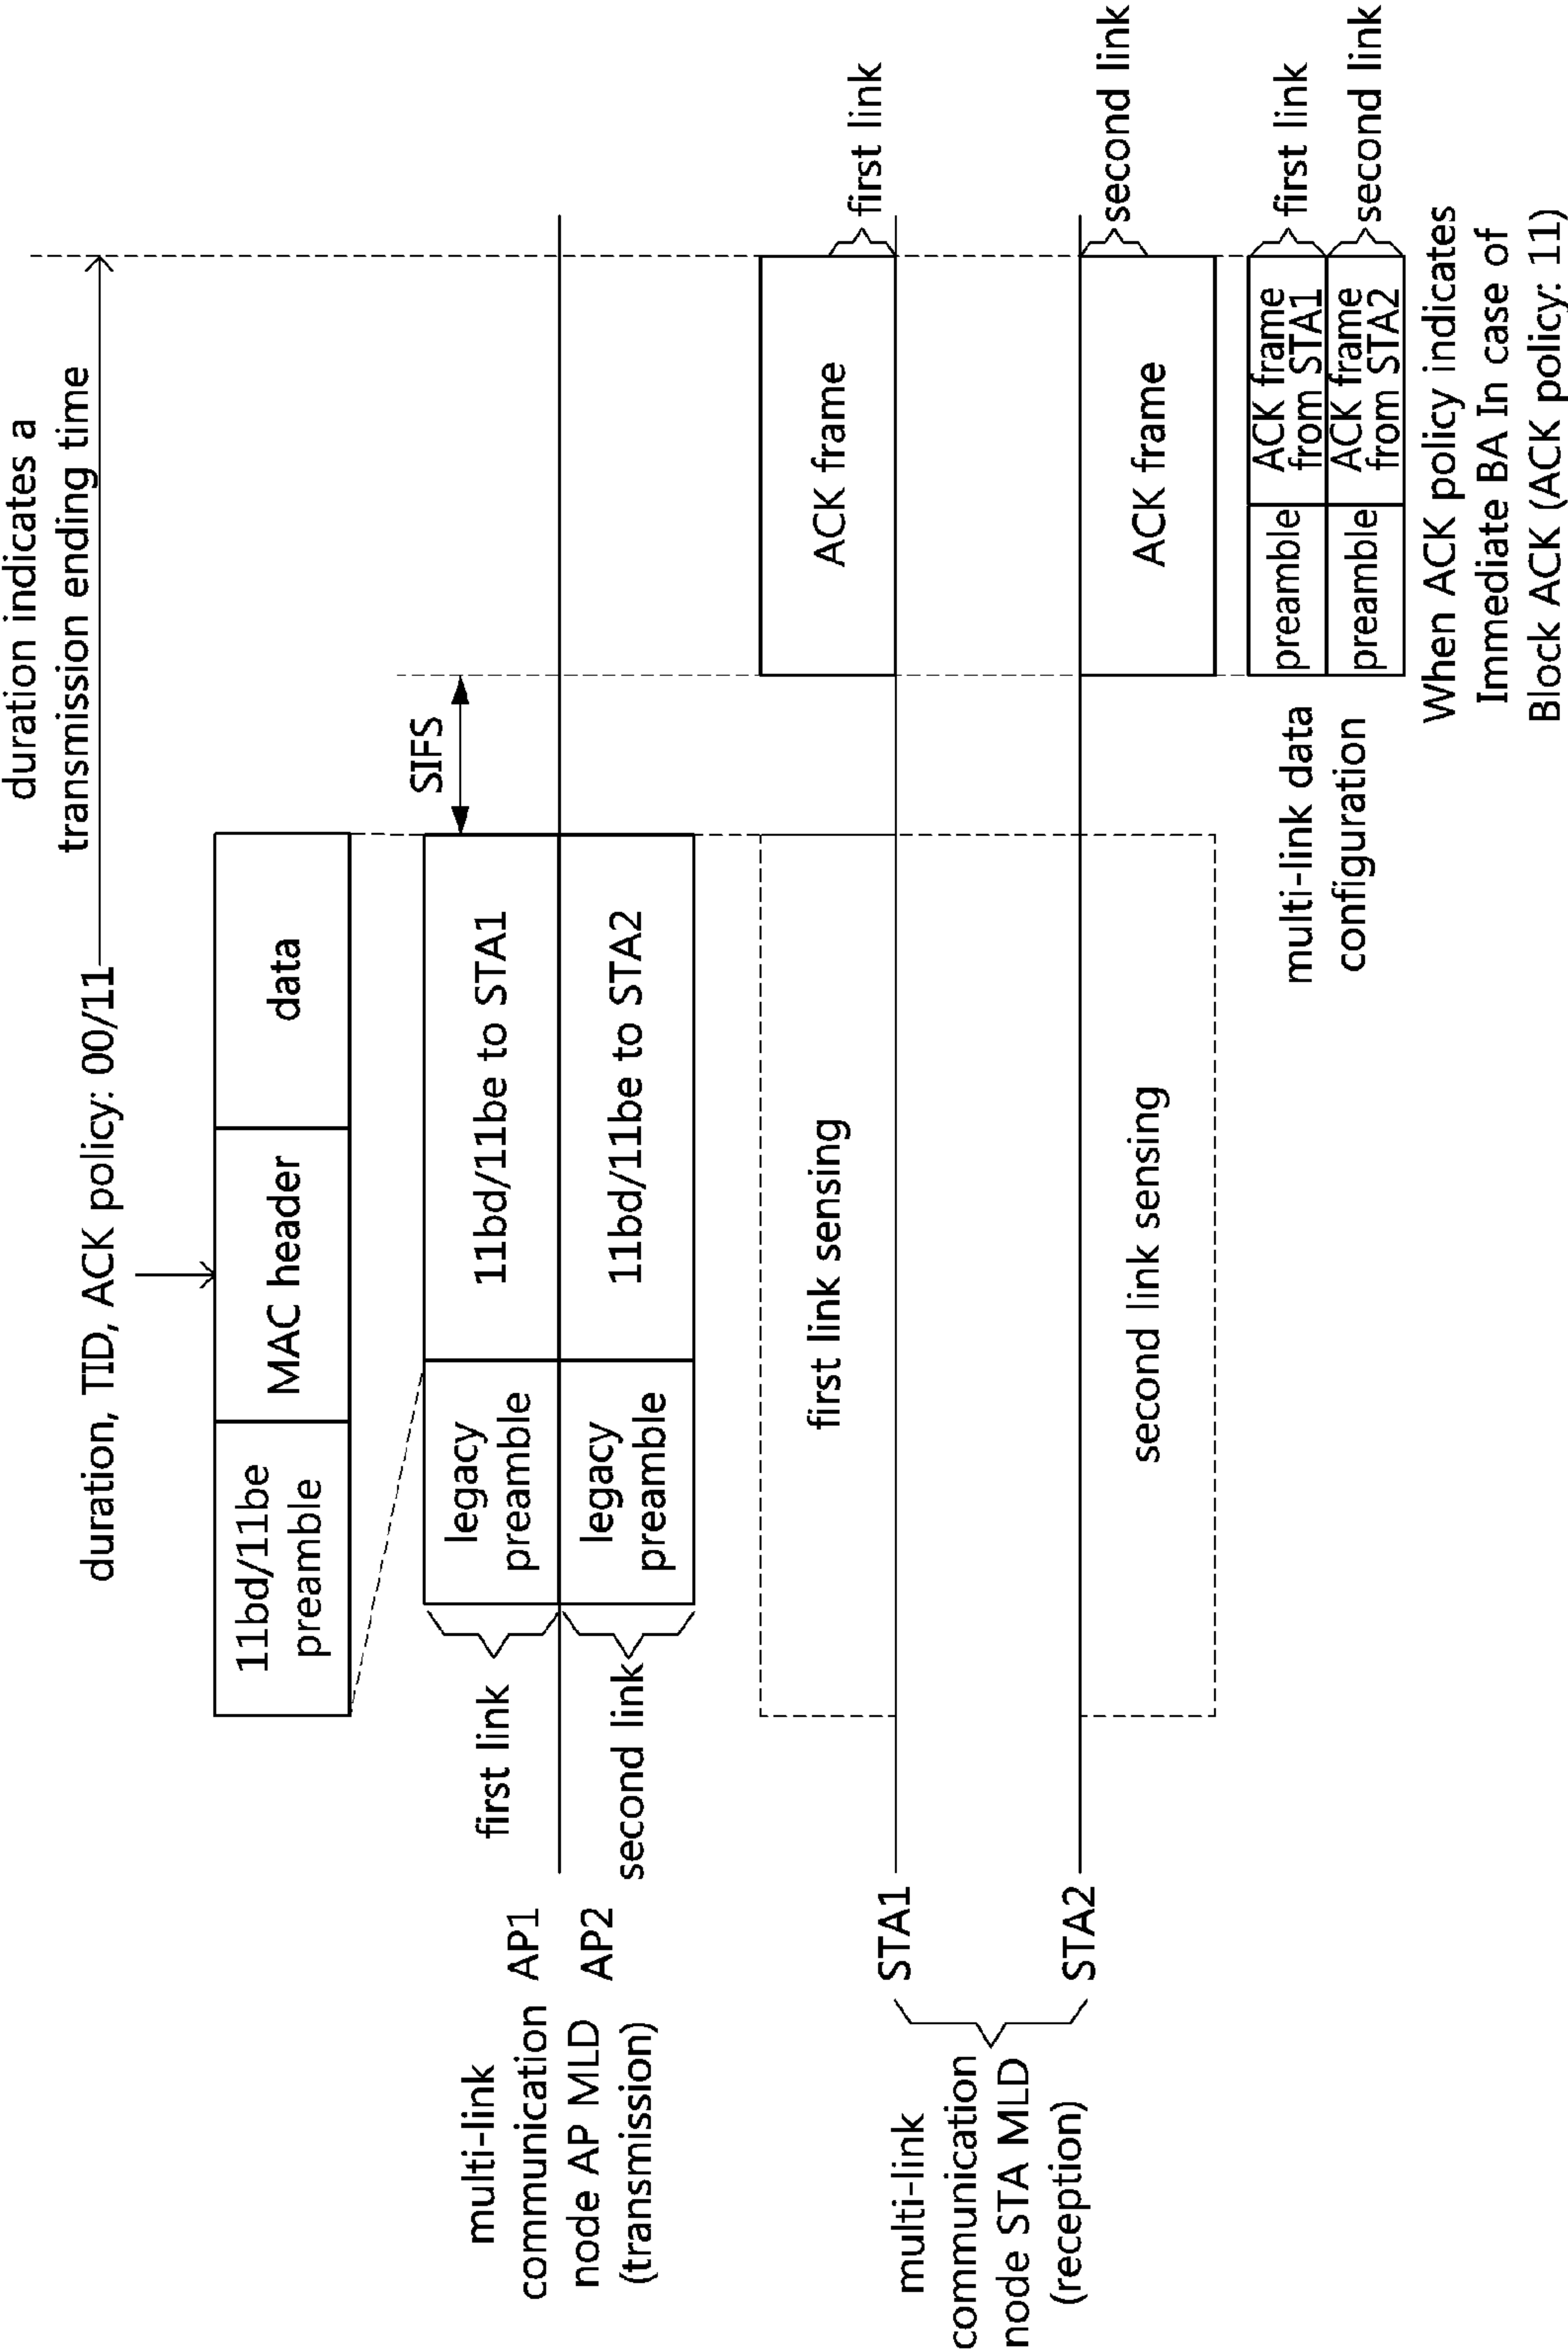 duration indicates a
transmission ending time
duration, TID, ACK policy: 00/11
11bd/11be
preamble
MAC header
data
SIFS
multi-link
communication
node AP MLD
(transmission)
AP1
AP2
first link
second link
legacy
preamble
11bd/11be to STA1
legacy
preamble
11bd/11be to STA2
multi-link
communication
node STA MLD
(reception)
STA1
STA2
first link sensing
ACK frame
first link
second link sensing
ACK frame
second link
multi-link data
configuration
preamble
ACK frame
from STA1
first link
preamble
ACK frame
from STA2
second link
When ACK policy indicates
Immediate BA In case of
Block ACK (ACK policy: 11)